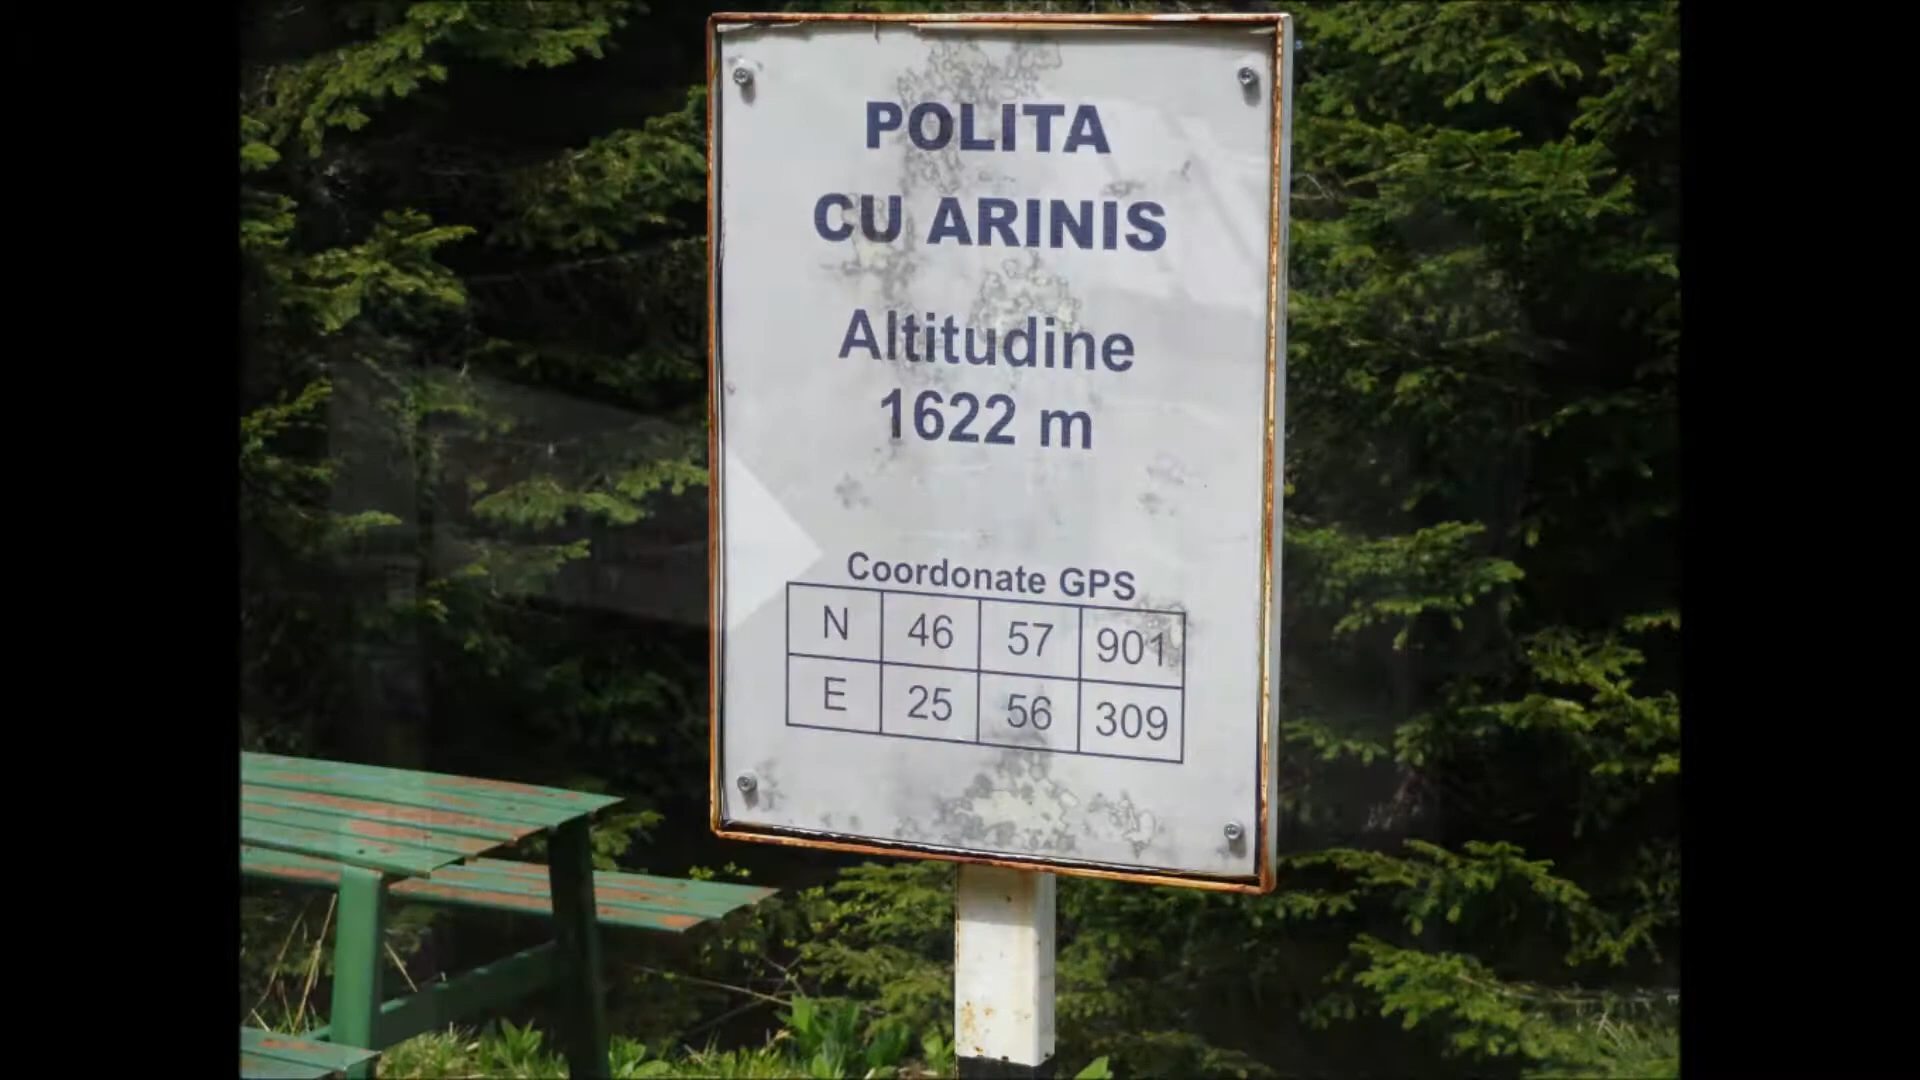 POLITA
CU ARINIS
Altitudine
1622 m
Coordonate GPS
N 46 57 901
E 25 56 309